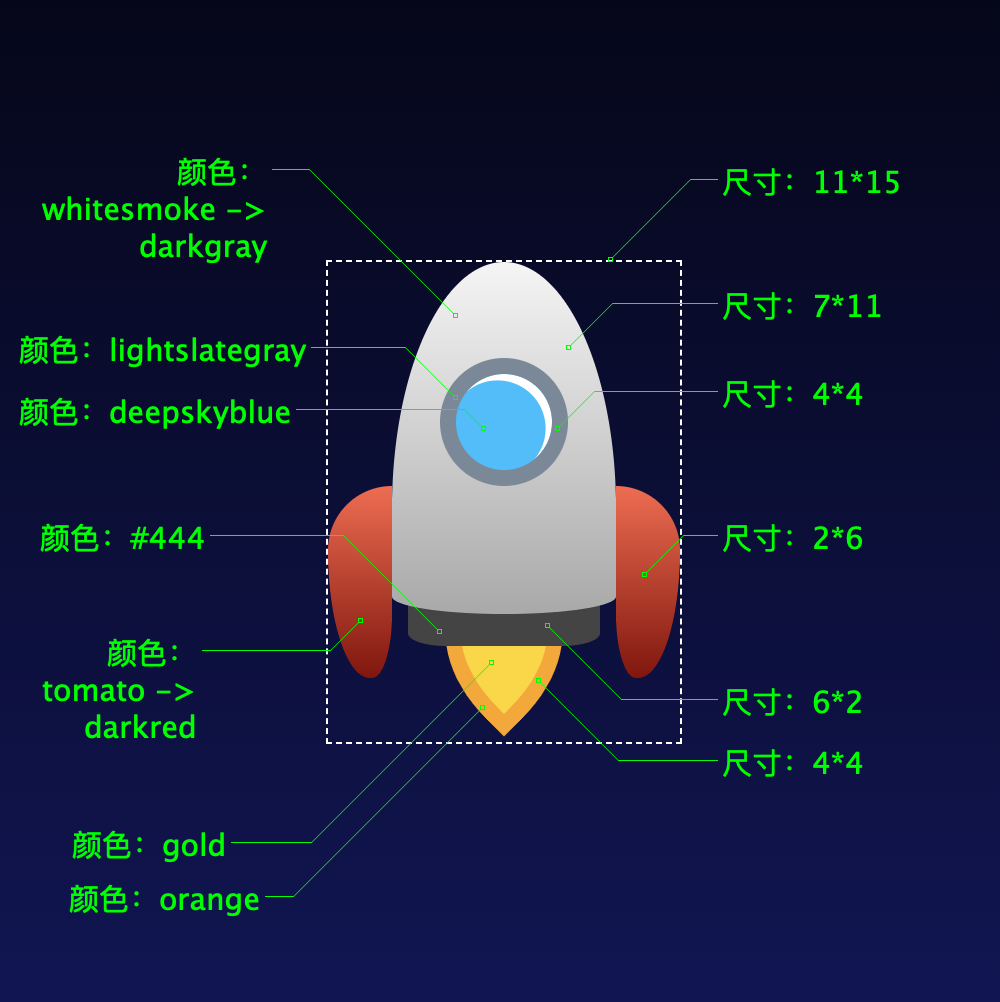 颜色：
whitesmoke ->
darkgray
颜色：lightslategray
颜色：deepskyblue
颜色：#444
颜色：
tomato ->
darkred
颜色：gold
颜色：orange
尺寸：11*15
尺寸：7*11
尺寸：4*4
尺寸：2*6
尺寸：6*2
尺寸：4*4